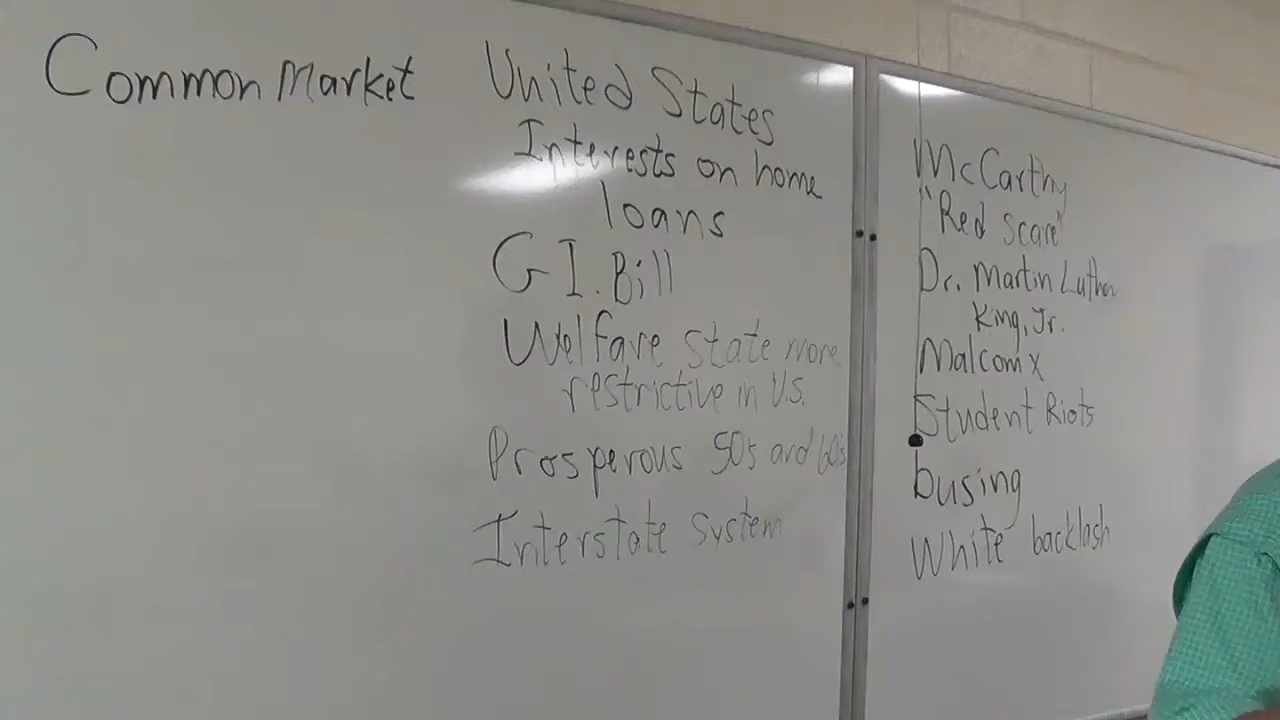 Common Market
United States
Interests on home
loans
G I. Bill
Welfare state more
restrictive in U.S.
Prosperous 50s and 60s
Interstate System
McCarthy
"Red Scare"
Dr. Martin Luther
King, Jr.
Malcom X
Student Riots
busing
White backlash